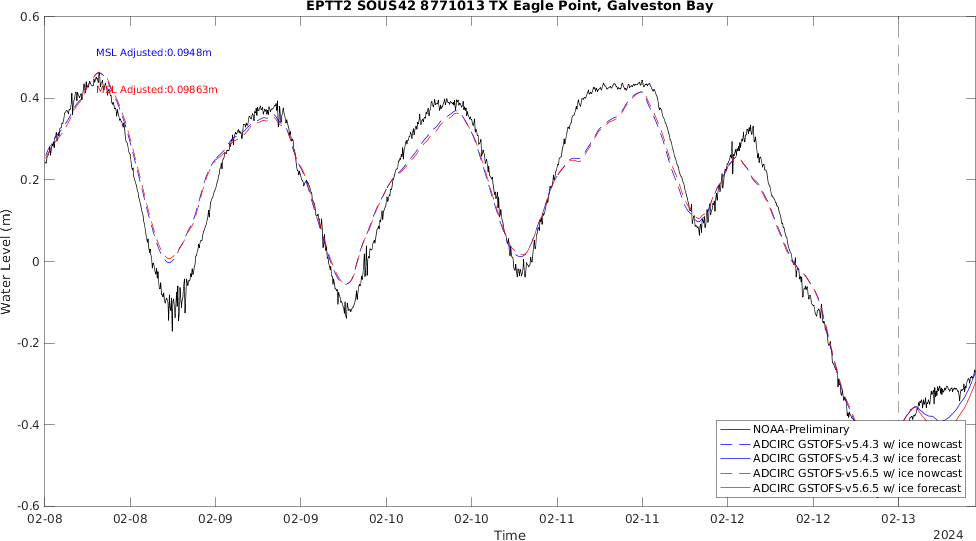 EPTT2 SOUS42 8771013 TX Eagle Point, Galveston Bay
0.6
MSL Adjusted:0.0948m
MSL Adjusted:0.09863m
0.4
0.2
0
-0.2
-0.4
-0.6
Water Level (m)
NOAA-Preliminary
ADCIRC GSTOFS-v5.4.3 w/ ice nowcast
ADCIRC GSTOFS-v5.4.3 w/ ice forecast
ADCIRC GSTOFS-v5.6.5 w/ ice nowcast
ADCIRC GSTOFS-v5.6.5 w/ ice forecast
02-08 02-08 02-09 02-09 02-10 02-10 02-11 02-11 02-12 02-12 02-13
Time
2024